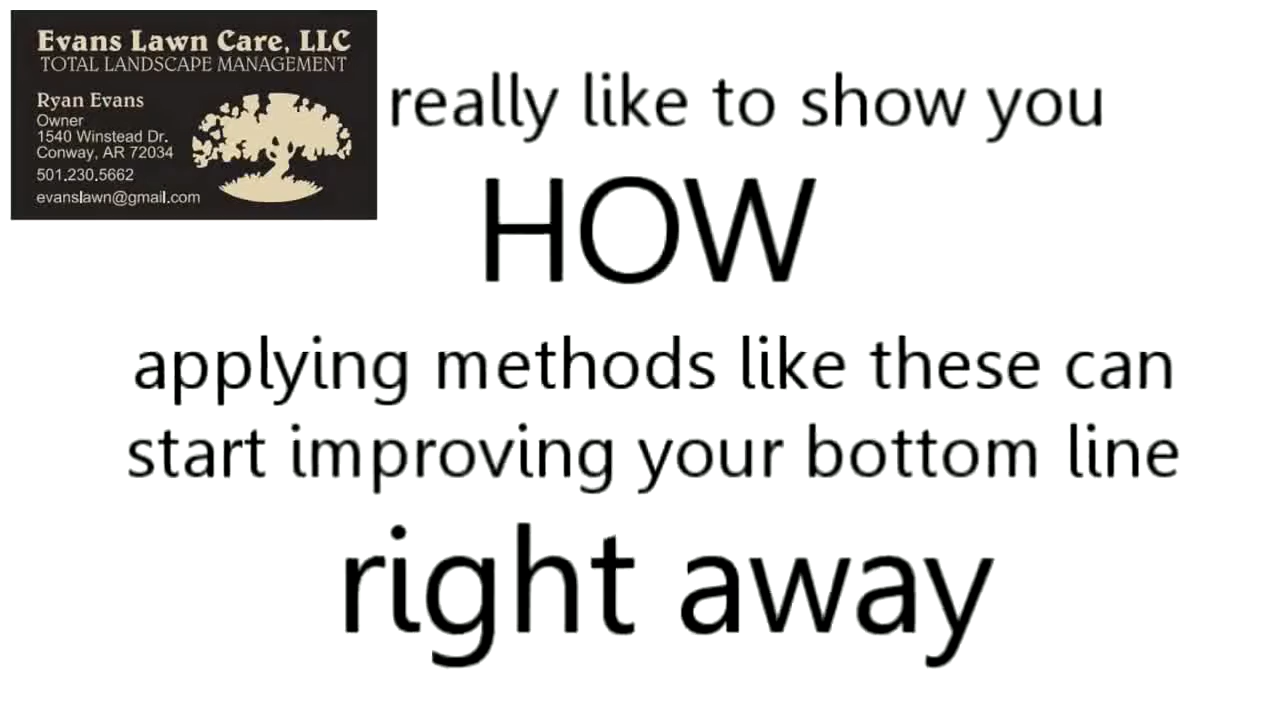 Evans Lawn Care, LLC
TOTAL LANDSCAPE MANAGEMENT
Ryan Evans
Owner
1540 Winstead Dr.
Conway, AR 72034
501.230.5662
evanslawn@gmail.com
really like to show you
HOW
applying methods like these can
start improving your bottom line
right away